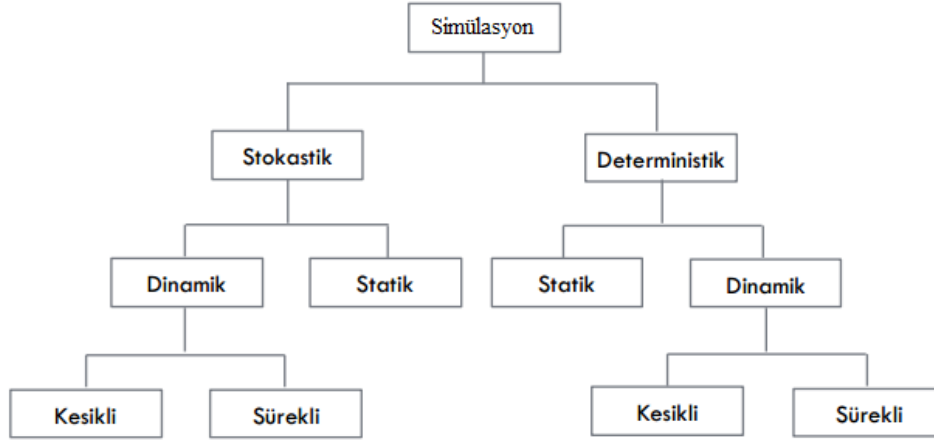 Simülasyon
Stokastik
Deterministik
Dinamik
Statik
Statik
Dinamik
Kesikli
Sürekli
Kesikli
Sürekli